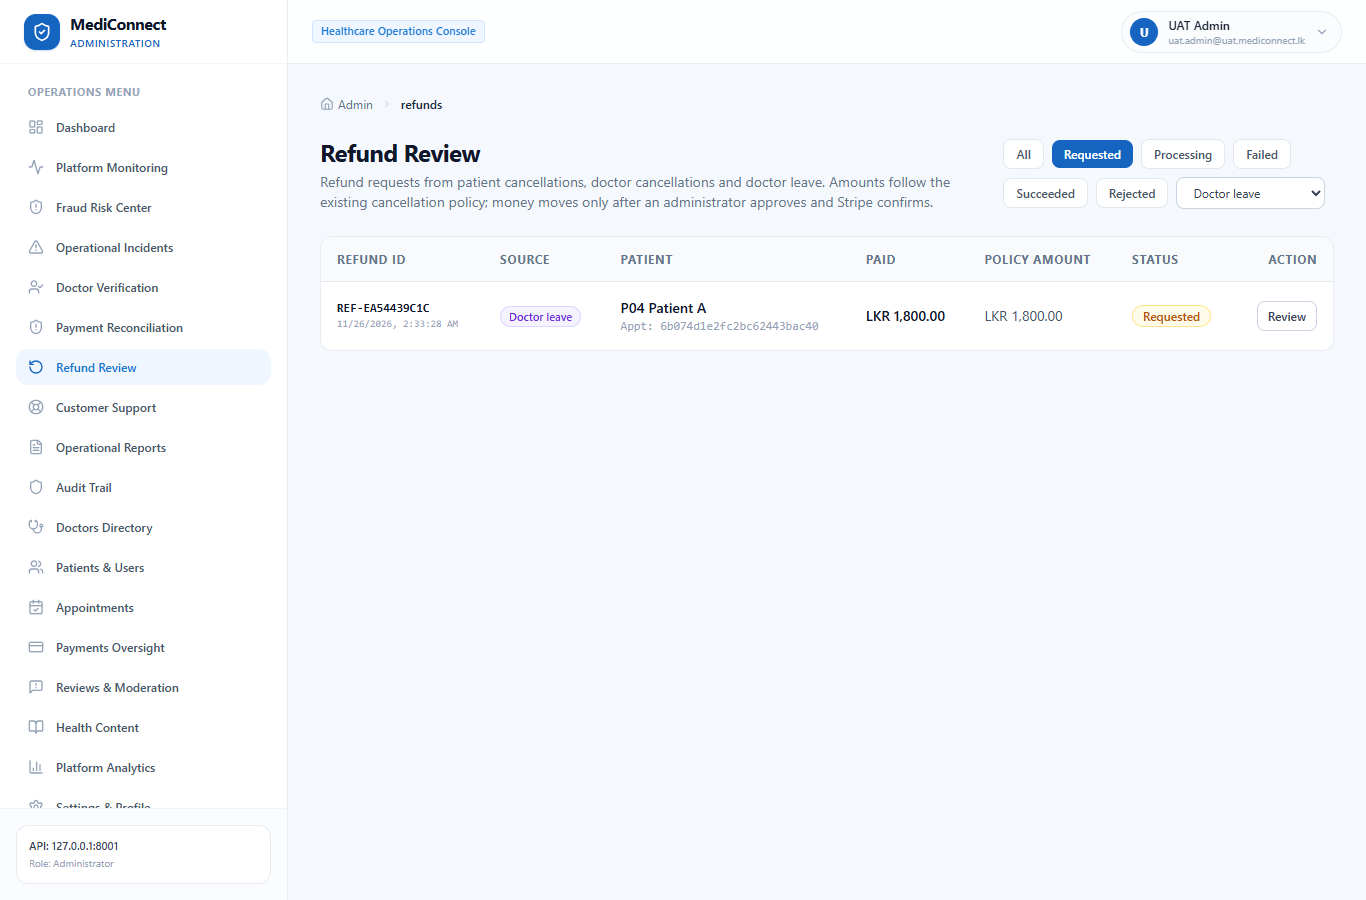 MediConnect
ADMINISTRATION
Healthcare Operations Console
U
UAT Admin
uat.admin@uat.mediconnect.lk
OPERATIONS MENU
Dashboard
Platform Monitoring
Fraud Risk Center
Operational Incidents
Doctor Verification
Payment Reconciliation
Refund Review
Customer Support
Operational Reports
Audit Trail
Doctors Directory
Patients & Users
Appointments
Payments Oversight
Reviews & Moderation
Health Content
Platform Analytics
Settings & Profile
API: 127.0.0.1:8001
Role: Administrator
Admin refunds
Refund Review
Refund requests from patient cancellations, doctor cancellations and doctor leave. Amounts follow the
existing cancellation policy; money moves only after an administrator approves and Stripe confirms.
All Requested Processing Failed
Succeeded Rejected Doctor leave
REFUND ID SOURCE PATIENT PAID POLICY AMOUNT STATUS ACTION
REF-EA54439C1C
11/26/2026, 2:33:28 AM
Doctor leave
P04 Patient A
Appt: 6b074d1e2fc2bc62443bac40
LKR 1,800.00
LKR 1,800.00
Requested
Review